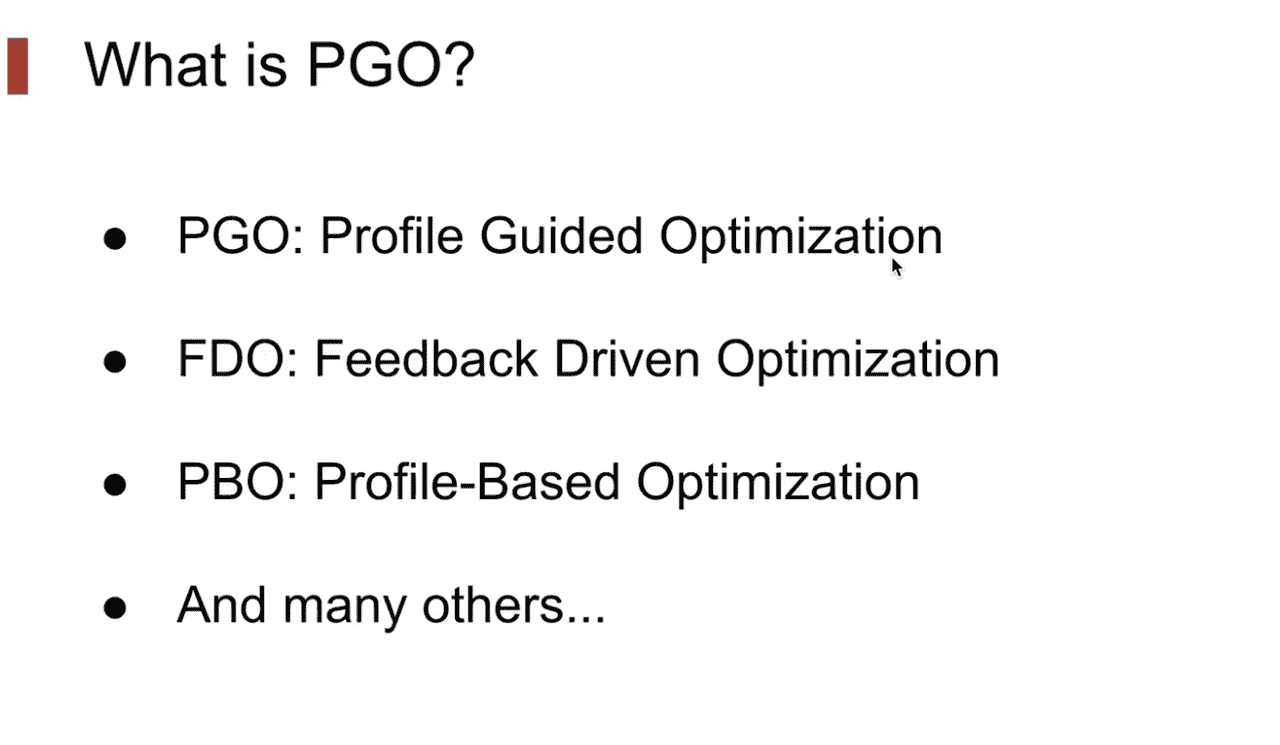 What is PGO?
● PGO: Profile Guided Optimization
● FDO: Feedback Driven Optimization
● PBO: Profile-Based Optimization
● And many others...